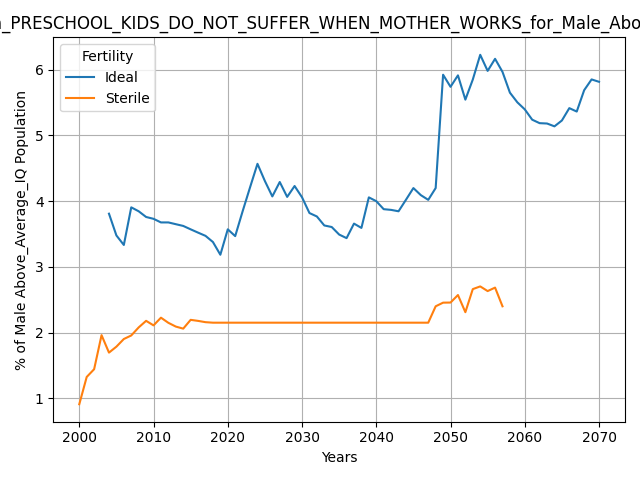 _PRESCHOOL_KIDS_DO_NOT_SUFFER_WHEN_MOTHER_WORKS_for_Male_Abo
Fertility
Ideal
Sterile
% of Male Above_Average_IQ Population
6
5
4
3
2
1
2000 2010 2020 2030 2040 2050 2060 2070
Years